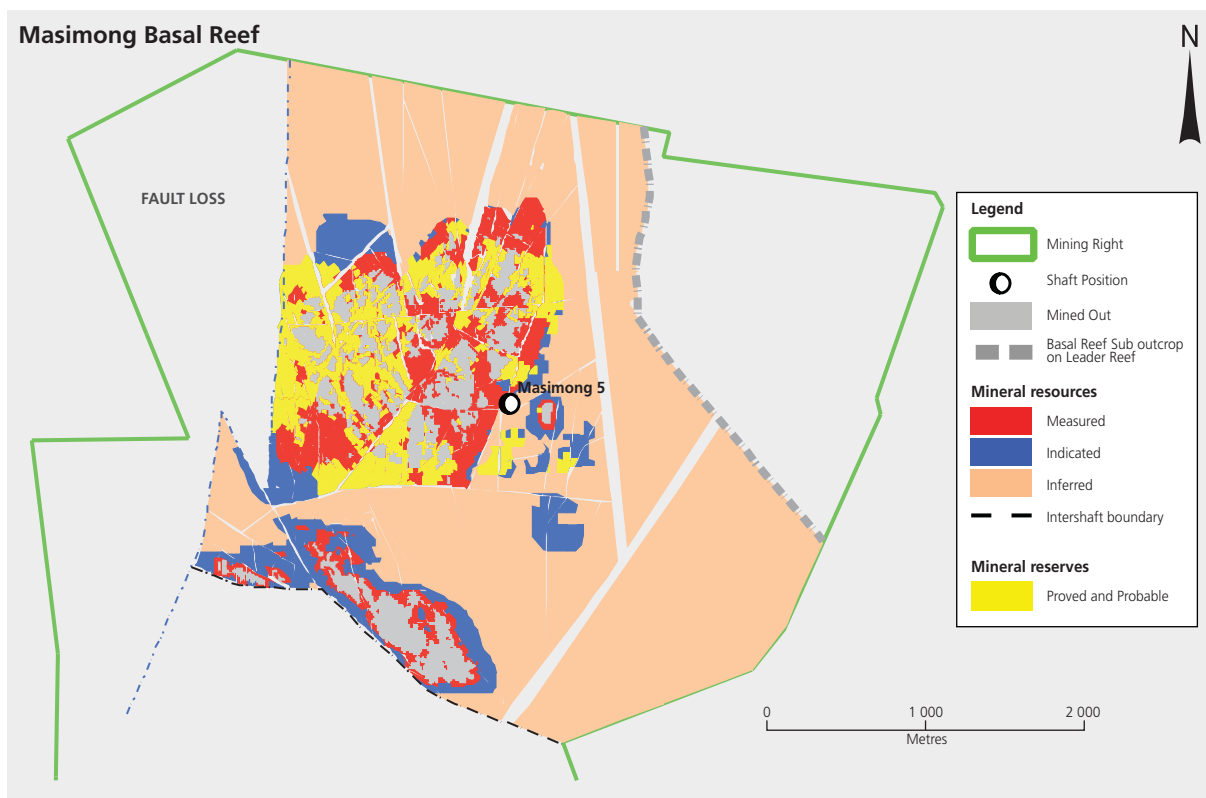 Masimong Basal Reef
N
FAULT LOSS
Masimong 5
Legend
Mining Right
Shaft Position
Mined Out
Basal Reef Sub outcrop
on Leader Reef
Mineral resources
Measured
Indicated
Inferred
Intershaft boundary
Mineral reserves
Proved and Probable
0 1 000 2 000
Metres